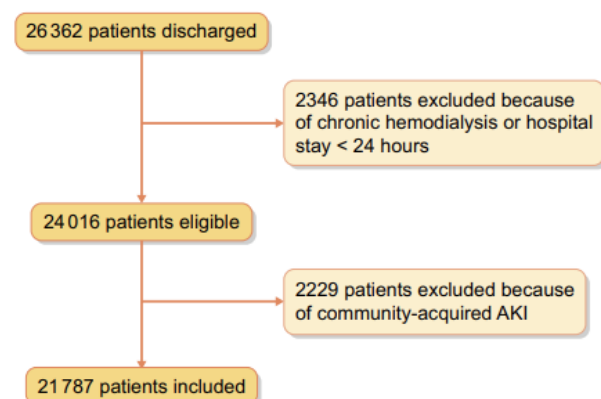 26 362 patients discharged
2346 patients excluded because
of chronic hemodialysis or hospital
stay < 24 hours
24 016 patients eligible
2229 patients excluded because
of community-acquired AKI
21 787 patients included